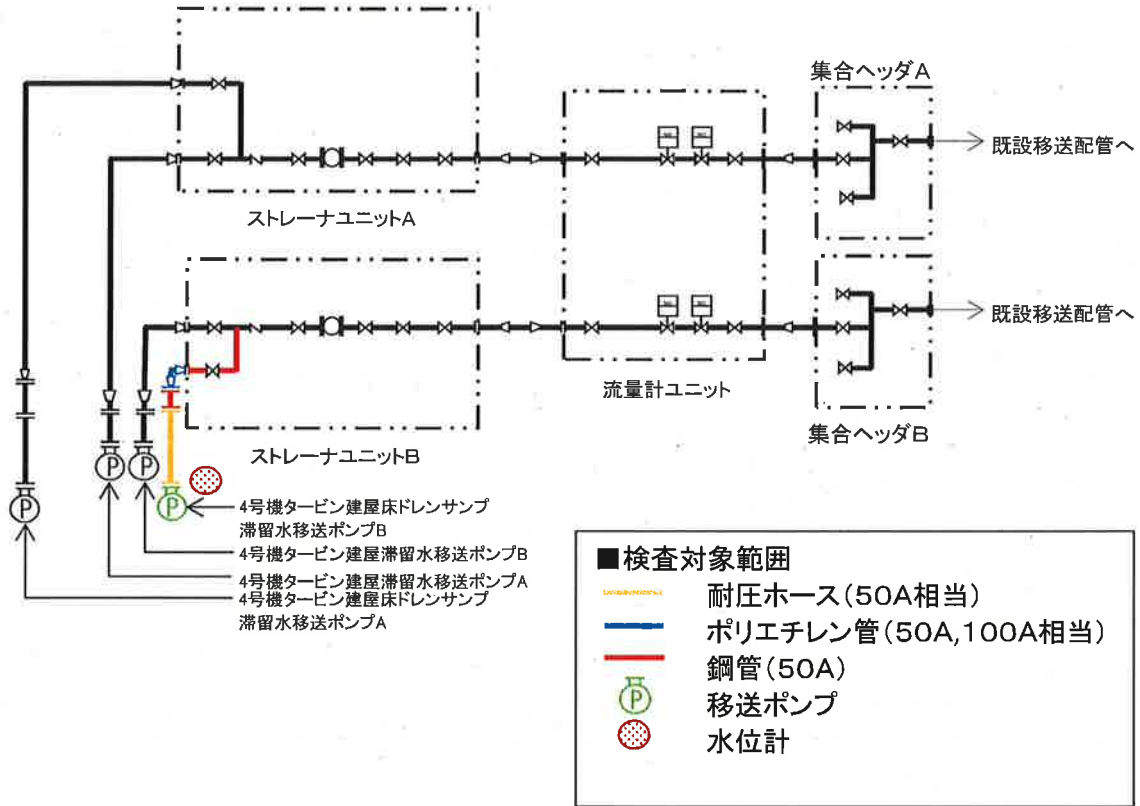 集合ヘッダA
既設移送配管へ
ストレーナユニットA
既設移送配管へ
流量計ユニット
集合ヘッダB
ストレーナユニットB
P
P
P
P
4号機タービン建屋床ドレンサンプ
滞留水移送ポンプB
4号機タービン建屋滞留水移送ポンプB
4号機タービン建屋滞留水移送ポンプA
4号機タービン建屋床ドレンサンプ
滞留水移送ポンプA
■検査対象範囲
耐圧ホース(50A相当)
ポリエチレン管(50A,100A相当)
鋼管(50A)
P 移送ポンプ
水位計